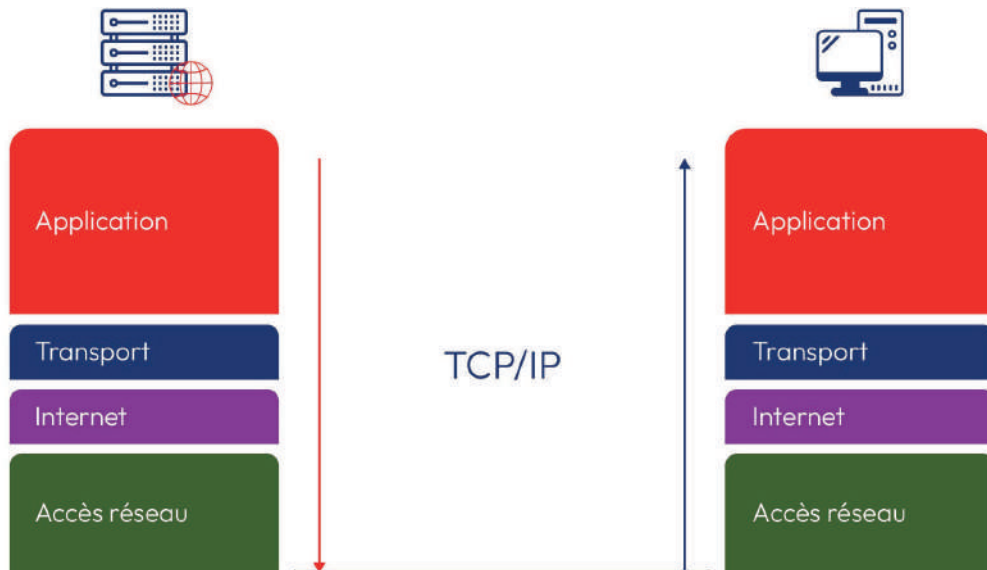 Application
Transport
Internet
Accès réseau
TCP/IP
Application
Transport
Internet
Accès réseau